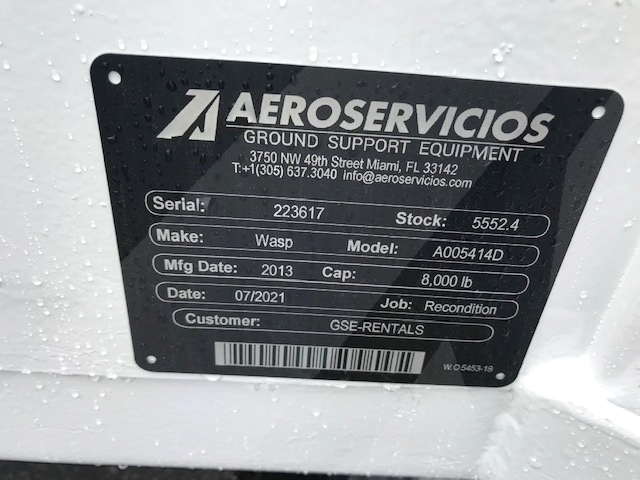 AEROSERVICIOS
GROUND SUPPORT EQUIPMENT
3750 NW 49th Street Miami, FL 33142
T:+1(305) 637.3040 info@aeroservicios.com
Serial: 223617 Stock: 5552.4
Make: Wasp Model: A005414D
Mfg Date: 2013 Cap: 8,000 lb
Date: 07/2021 Job: Recondition
Customer: GSE-RENTALS
W.O 5453-18